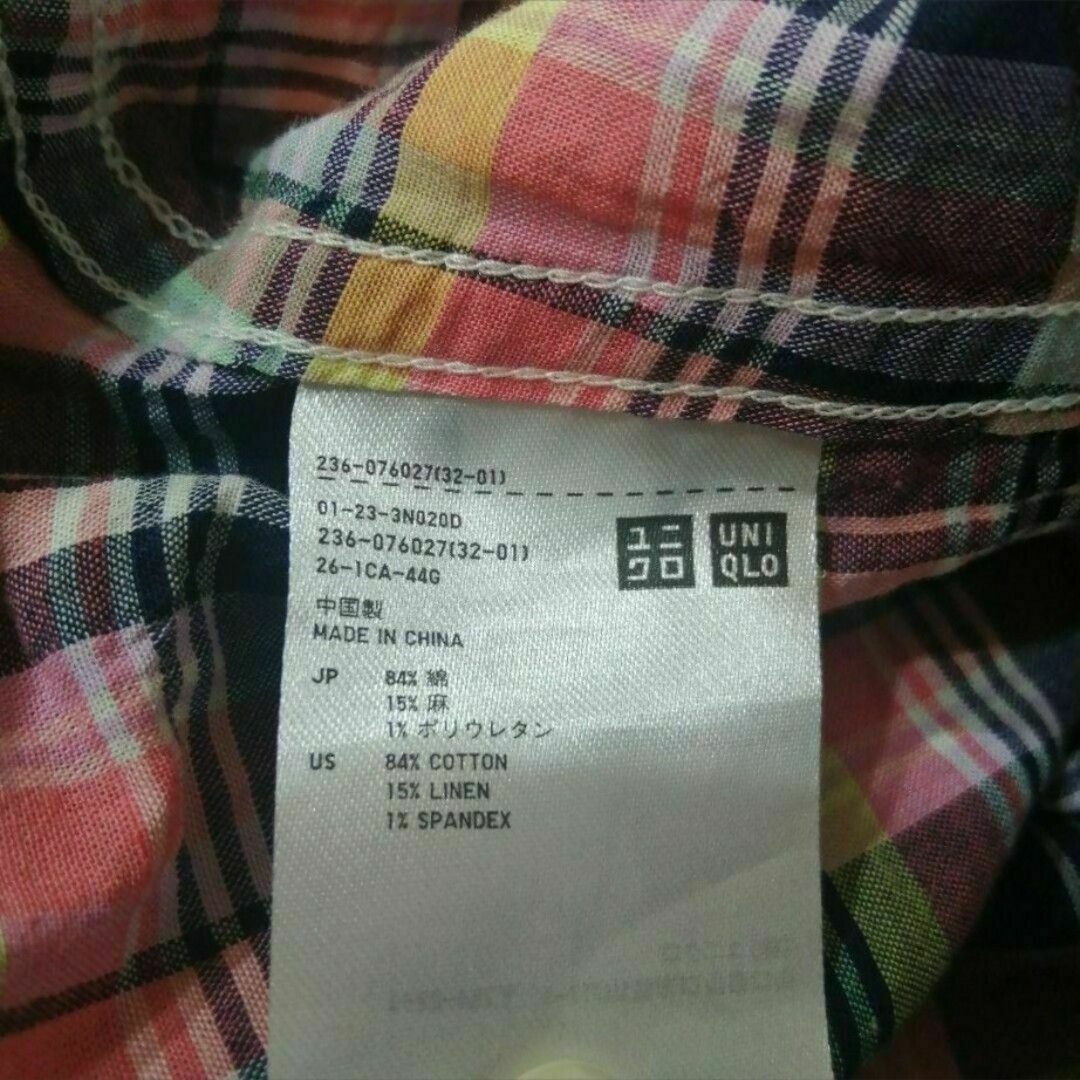 236-076027(32-01)
01-23-3N020D
236-076027(32-01)
26-1CA-44G
ユニ
クロ
UNI
QLO
中国製
MADE IN CHINA
JP 84% 綿
15% 麻
1% ポリウレタン
US 84% COTTON
15% LINEN
1% SPANDEX